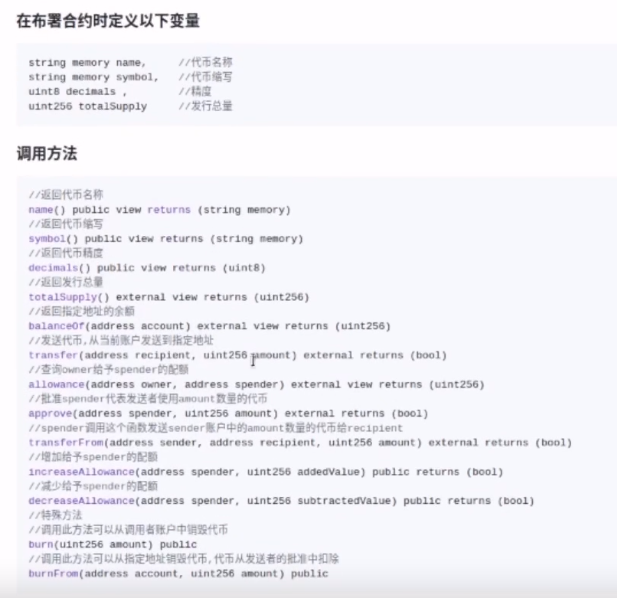 在布署合约时定义以下变量
string memory name,     //代币名称
string memory symbol,   //代币缩写
uint8 decimals ,        //精度
uint256 totalSupply     //发行总量
调用方法
//返回代币名称
name() public view returns (string memory)
//返回代币缩写
symbol() public view returns (string memory)
//返回代币精度
decimals() public view returns (uint8)
//返回发行总量
totalSupply() external view returns (uint256)
//返回指定地址的余额
balanceOf(address account) external view returns (uint256)
//发送代币,从当前账户发送到指定地址
transfer(address recipient, uint256 amount) external returns (bool)
//查询owner给予spender的配额
allowance(address owner, address spender) external view returns (uint256)
//批准spender代表发送者使用amount数量的代币
approve(address spender, uint256 amount) external returns (bool)
//spender调用这个函数发送sender账户中的amount数量的代币给recipient
transferFrom(address sender, address recipient, uint256 amount) external returns (bool)
//增加给予spender的配额
increaseAllowance(address spender, uint256 addedValue) public returns (bool)
//减少给予spender的配额
decreaseAllowance(address spender, uint256 subtractedValue) public returns (bool)
//特殊方法
//调用此方法可以从调用者账户中销毁代币
burn(uint256 amount) public
//调用此方法可以从指定地址销毁代币,代币从发送者的批准中扣除
burnFrom(address account, uint256 amount) public